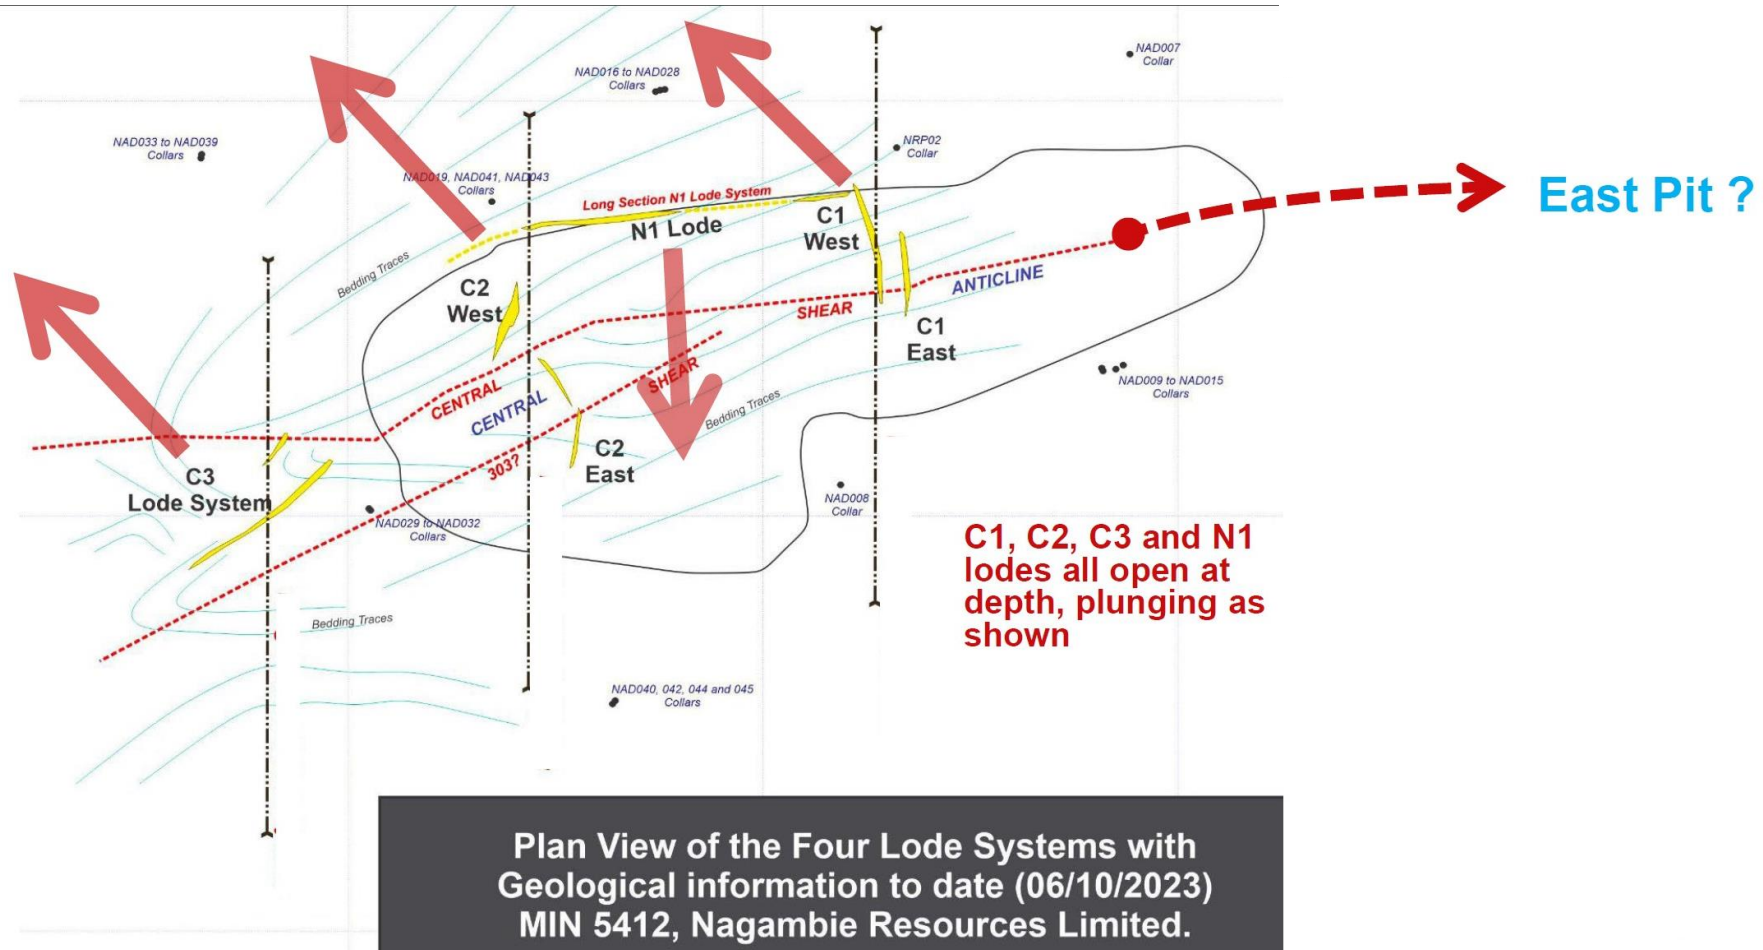 NAD007
Collar
NAD016 to NAD028
Collars
NAD033 to NAD039
Collars
NRP02
Collar
NAD019, NAD041, NAD043
Collars
Long Section N1 Lode System
N1 Lode
C1
West
East Pit ?
Bedding Traces
C2
West
ANTICLINE
SHEAR
C1
East
SHEAR
CENTRAL
CENTRAL
NAD009 to NAD015
Collars
Bedding Traces
303?
C2
East
C3
Lode System
NAD008
Collar
NAD029 to NAD032
Collars
C1, C2, C3 and N1
lodes all open at
depth, plunging as
shown
Bedding Traces
NAD040, 042, 044 and 045
Collars
Plan View of the Four Lode Systems with
Geological information to date (06/10/2023)
MIN 5412, Nagambie Resources Limited.